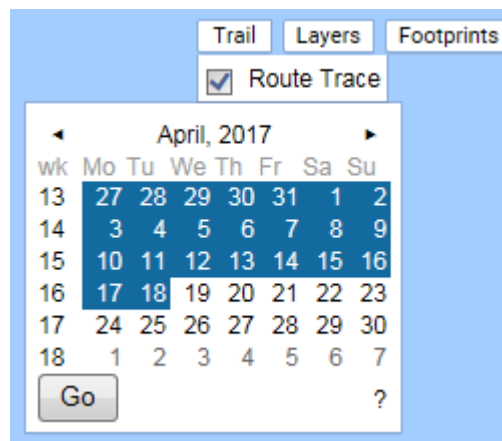 Trail Layers Footprints
Route Trace
◄ April, 2017 ►
wk Mo Tu We Th Fr Sa Su
13 27 28 29 30 31 1 2
14 3 4 5 6 7 8 9
15 10 11 12 13 14 15 16
16 17 18 19 20 21 22 23
17 24 25 26 27 28 29 30
18 1 2 3 4 5 6 7
Go ?